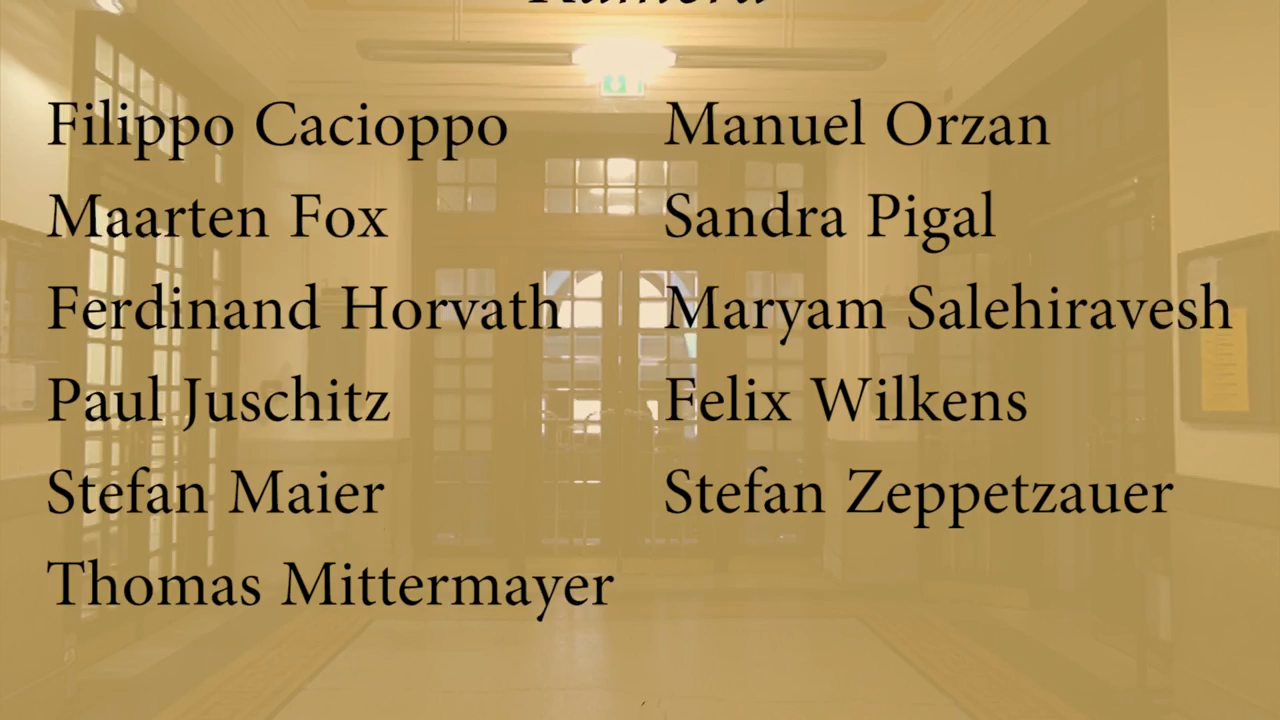 Kamera
Filippo Cacioppo
Maarten Fox
Ferdinand Horvath
Paul Juschitz
Stefan Maier
Thomas Mittermayer
Manuel Orzan
Sandra Pigal
Maryam Salehiravesh
Felix Wilkens
Stefan Zeppetzauer